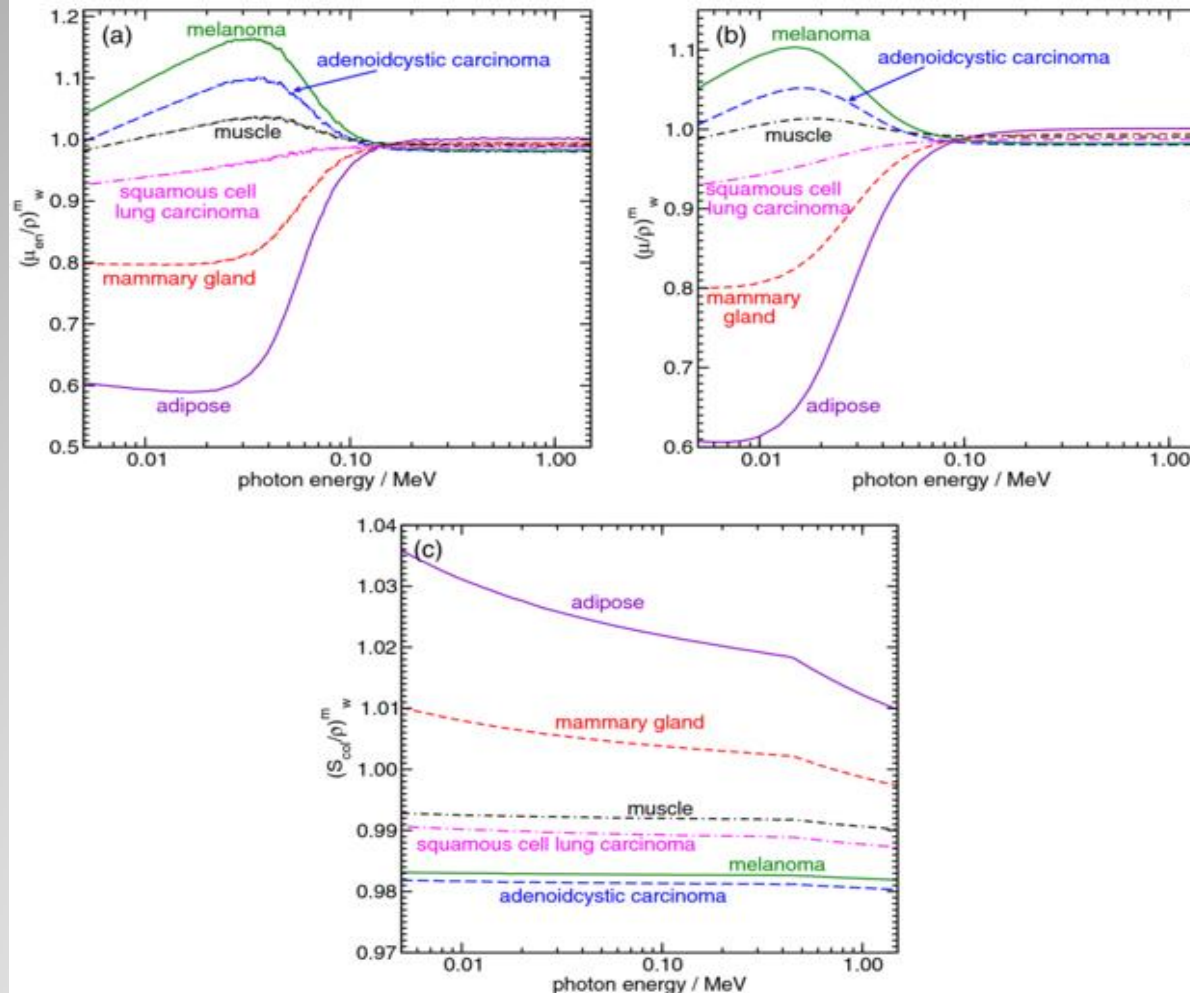 (a)
1.2
1.1
1.0
0.9
0.8
0.7
0.6
0.5
(μen/ρ)mw
melanoma
adenoidcystic carcinoma
muscle
squamous cell
lung carcinoma
mammary gland
adipose
0.01 0.10 1.00
photon energy / MeV
(b)
1.1
1.0
0.9
0.8
0.7
0.6
(μ/ρ)mw
melanoma
adenoidcystic carcinoma
muscle
squamous cell
lung carcinoma
mammary
gland
adipose
0.01 0.10 1.00
photon energy / MeV
(c)
1.04
1.03
1.02
1.01
1.00
0.99
0.98
0.97
(Scol/ρ)mw
adipose
mammary gland
muscle
squamous cell lung carcinoma
melanoma
adenoidcystic carcinoma
0.01 0.10 1.00
photon energy / MeV